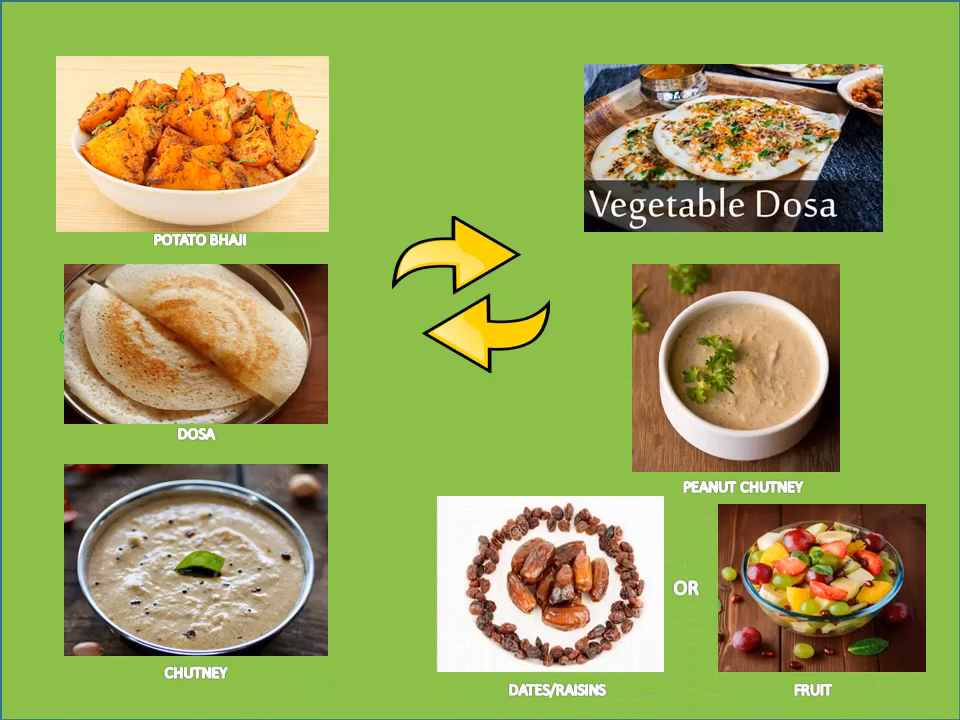 POTATO BHAJI
DOSA
CHUTNEY
Vegetable Dosa
PEANUT CHUTNEY
DATES/RAISINS
OR
FRUIT